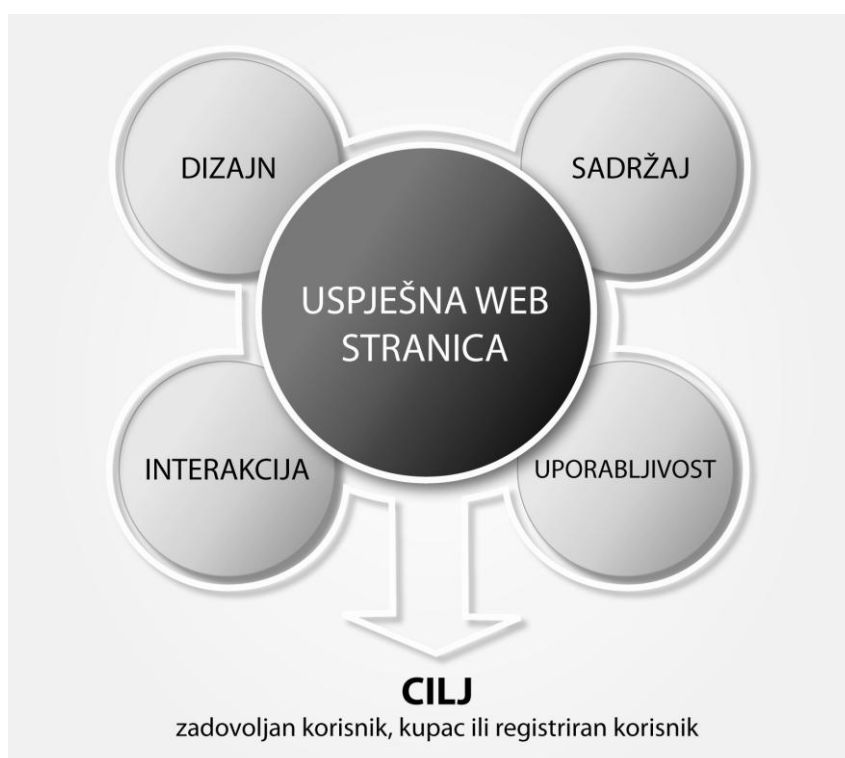 DIZAJN
SADRŽAJ
USPJEŠNA WEB
STRANICA
INTERAKCIJA
UPORABLJIVOST
CILJ
zadovoljan korisnik, kupac ili registriran korisnik